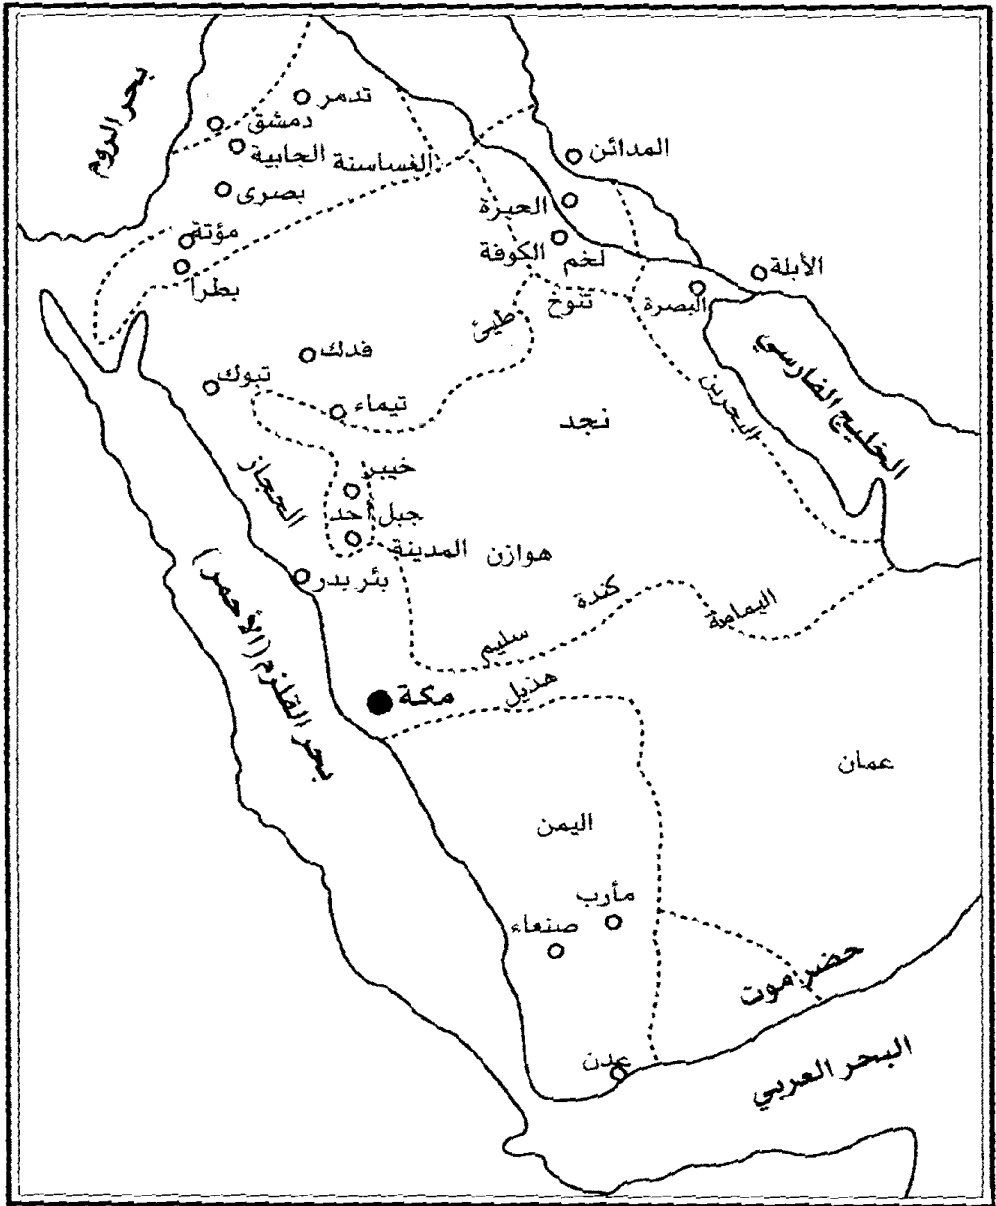 بحر الروم
تدمر
دمشق
الجابية
الغساسنة
بصرى
مؤتة
بطرا
المدائن
الحيرة
الكوفة
لخم
تنوخ
الأبلة
البصرة
طيئ
فدك
تبوك
تيماء
نجد
البحرين
الخليج الفارسي
خيبر
الحجاز
جبل أحد
المدينة
هوازن
بئر بدر
كندة
اليمامة
سليم
هذيل
مكة
بحر القلزم (الأحمر)
عمان
اليمن
مأرب
صنعاء
حضر موت
عدن
البحر العربي